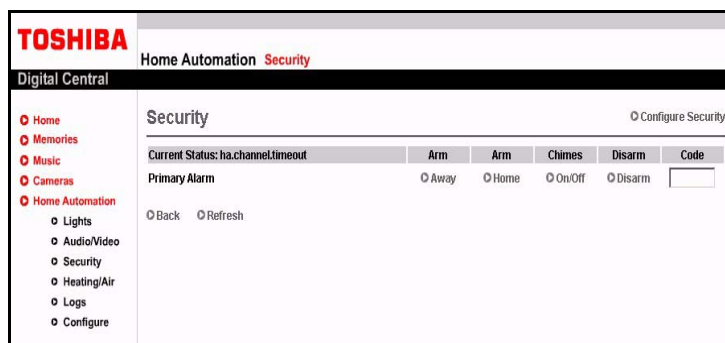 TOSHIBA
Home Automation Security
Digital Central
Home
Memories
Music
Cameras
Home Automation
Lights
Audio/Video
Security
Heating/Air
Logs
Configure
Security
Configure Security
Current Status: ha.channel.timeout Arm Arm Chimes Disarm Code
Primary Alarm Away Home On/Off Disarm
Back Refresh